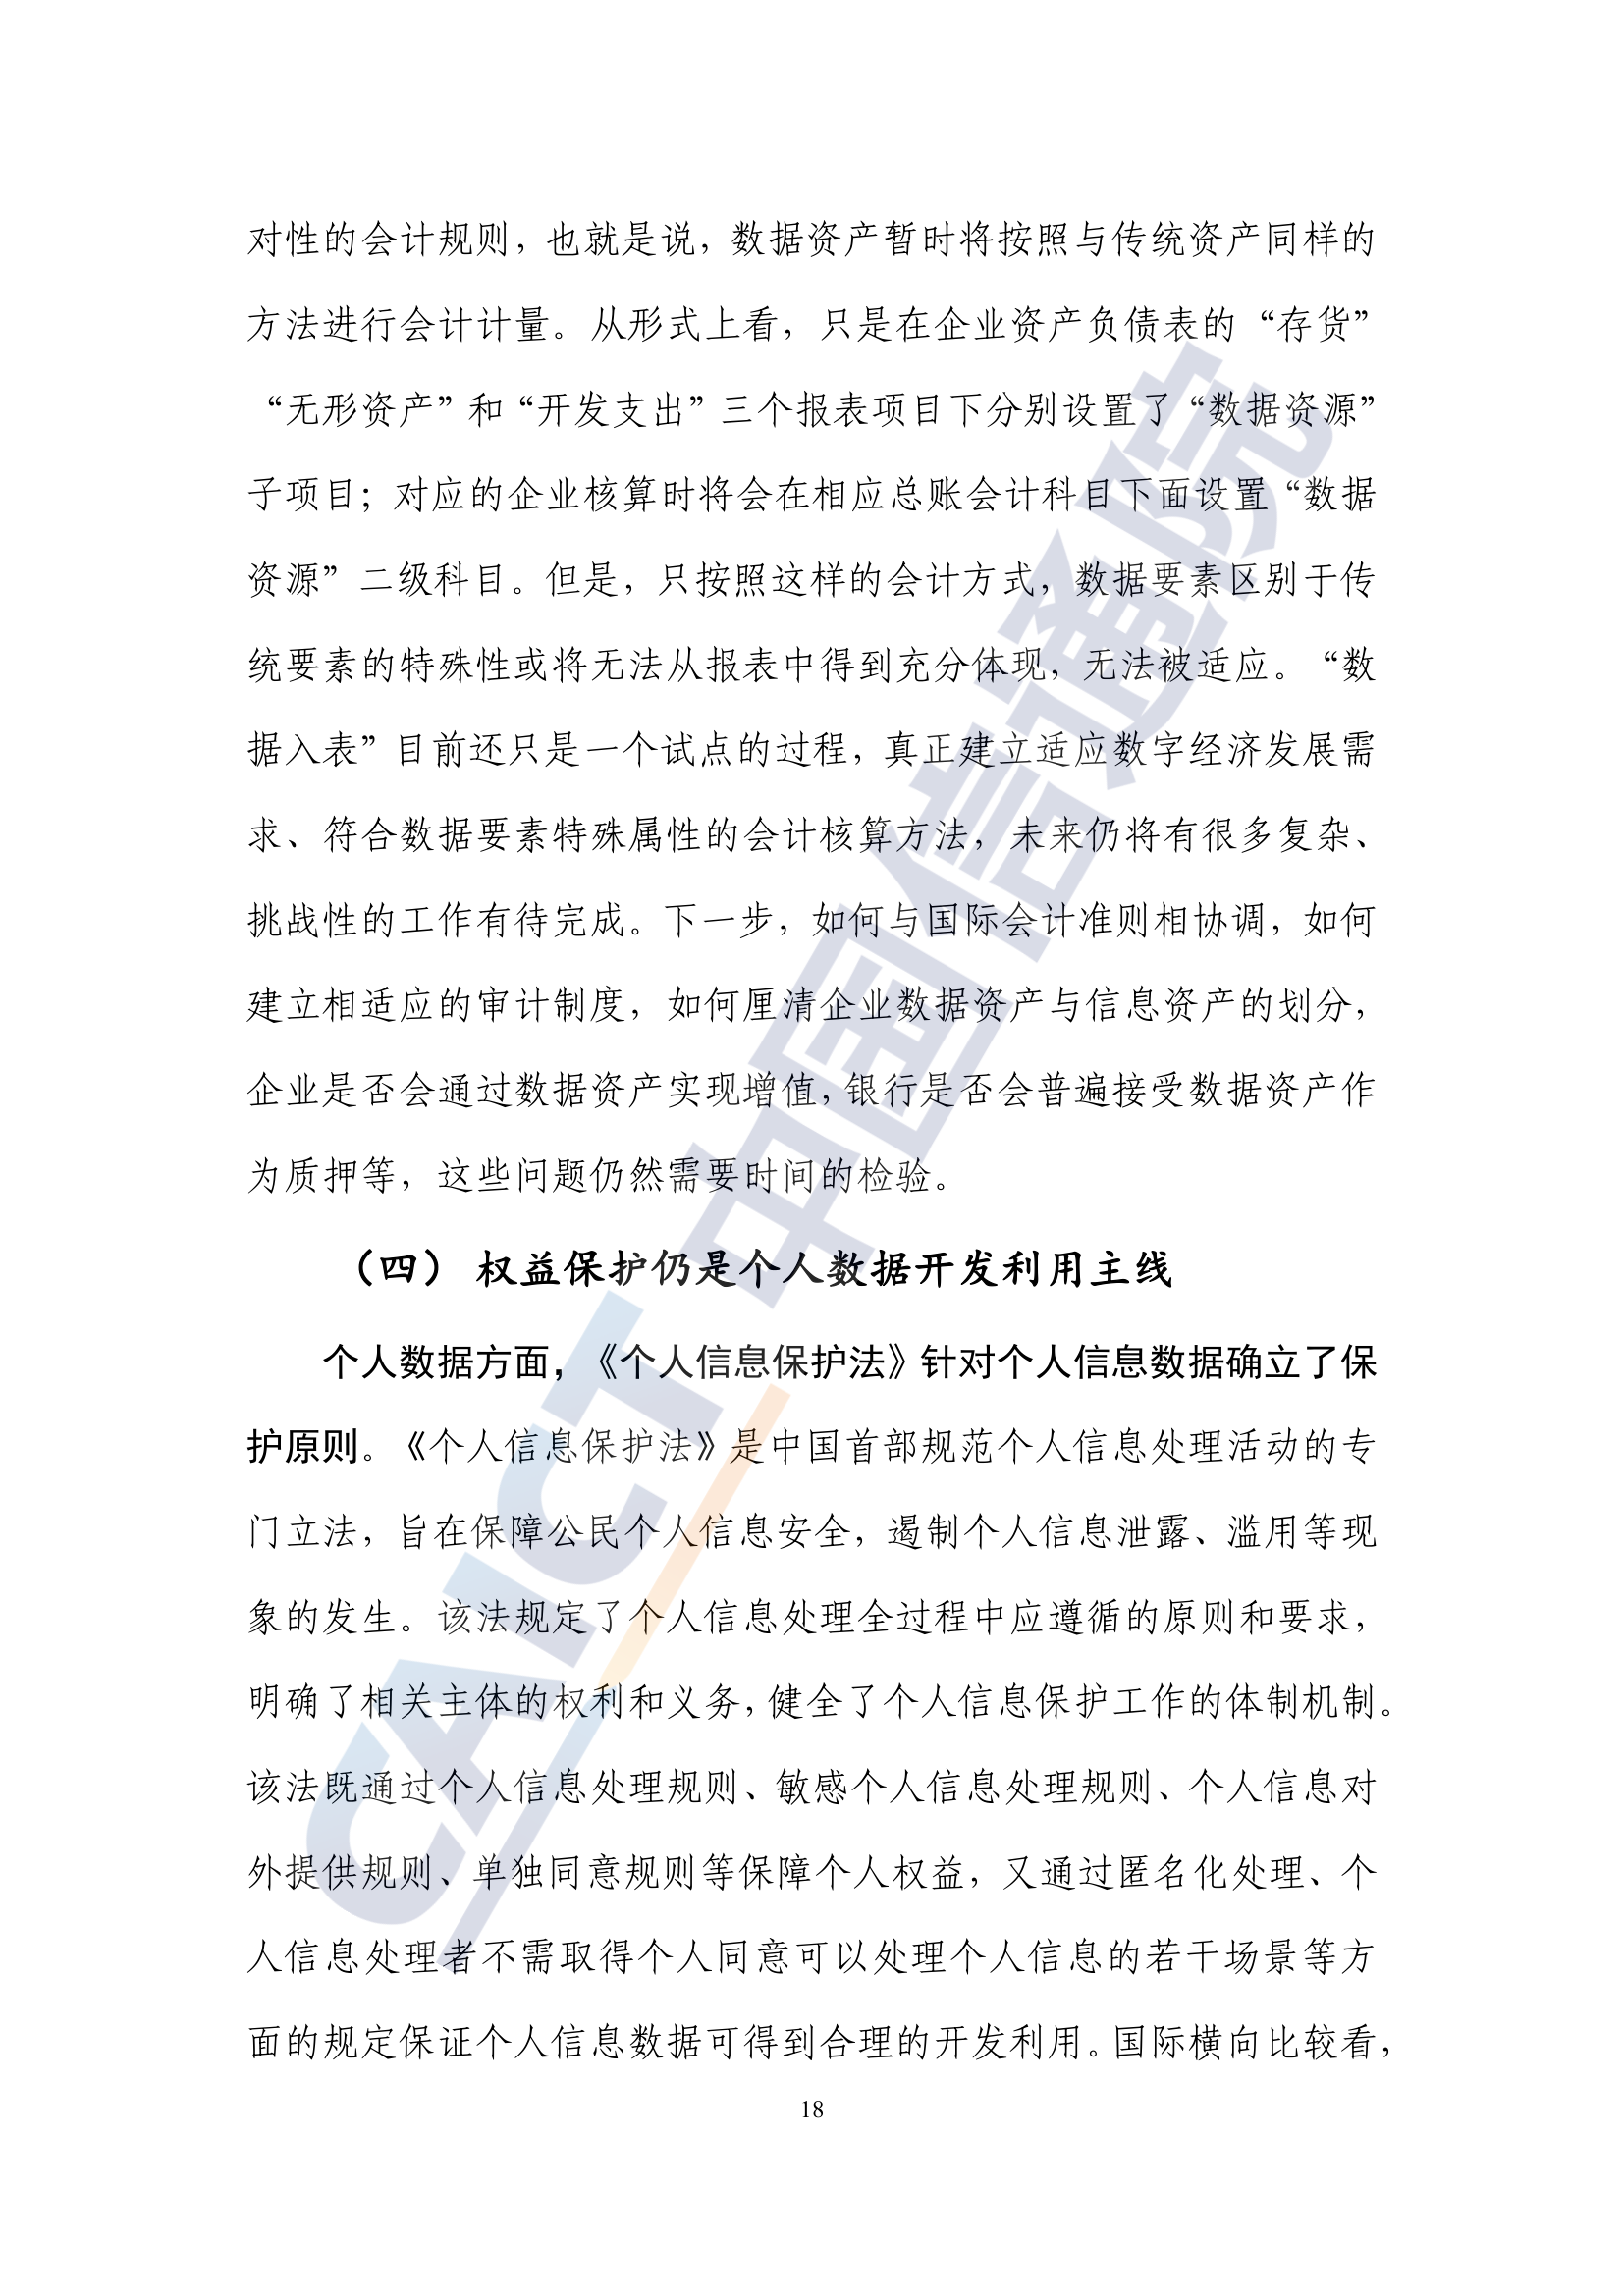 对性的会计规则，也就是说，数据资产暂时将按照与传统资产同样的
方法进行会计计量。从形式上看，只是在企业资产负债表的“存货”
“无形资产”和“开发支出”三个报表项目下分别设置了“数据资源”
子项目；对应的企业核算时将会在相应总账会计科目下面设置“数据
资源”二级科目。但是，只按照这样的会计方式，数据要素区别于传
统要素的特殊性或将无法从报表中得到充分体现，无法被适应。“数
据入表”目前还只是一个试点的过程，真正建立适应数字经济发展需
求、符合数据要素特殊属性的会计核算方法，未来仍将有很多复杂、
挑战性的工作有待完成。下一步，如何与国际会计准则相协调，如何
建立相适应的审计制度，如何厘清企业数据资产与信息资产的划分，
企业是否会通过数据资产实现增值，银行是否会普遍接受数据资产作
为质押等，这些问题仍然需要时间的检验。
（四） 权益保护仍是个人数据开发利用主线
个人数据方面，《个人信息保护法》针对个人信息数据确立了保
护原则。《个人信息保护法》是中国首部规范个人信息处理活动的专
门立法，旨在保障公民个人信息安全，遏制个人信息泄露、滥用等现
象的发生。该法规定了个人信息处理全过程中应遵循的原则和要求，
明确了相关主体的权利和义务，健全了个人信息保护工作的体制机制。
该法既通过个人信息处理规则、敏感个人信息处理规则、个人信息对
外提供规则、单独同意规则等保障个人权益，又通过匿名化处理、个
人信息处理者不需取得个人同意可以处理个人信息的若干场景等方
面的规定保证个人信息数据可得到合理的开发利用。国际横向比较看，
18
CAICT 中国信通院